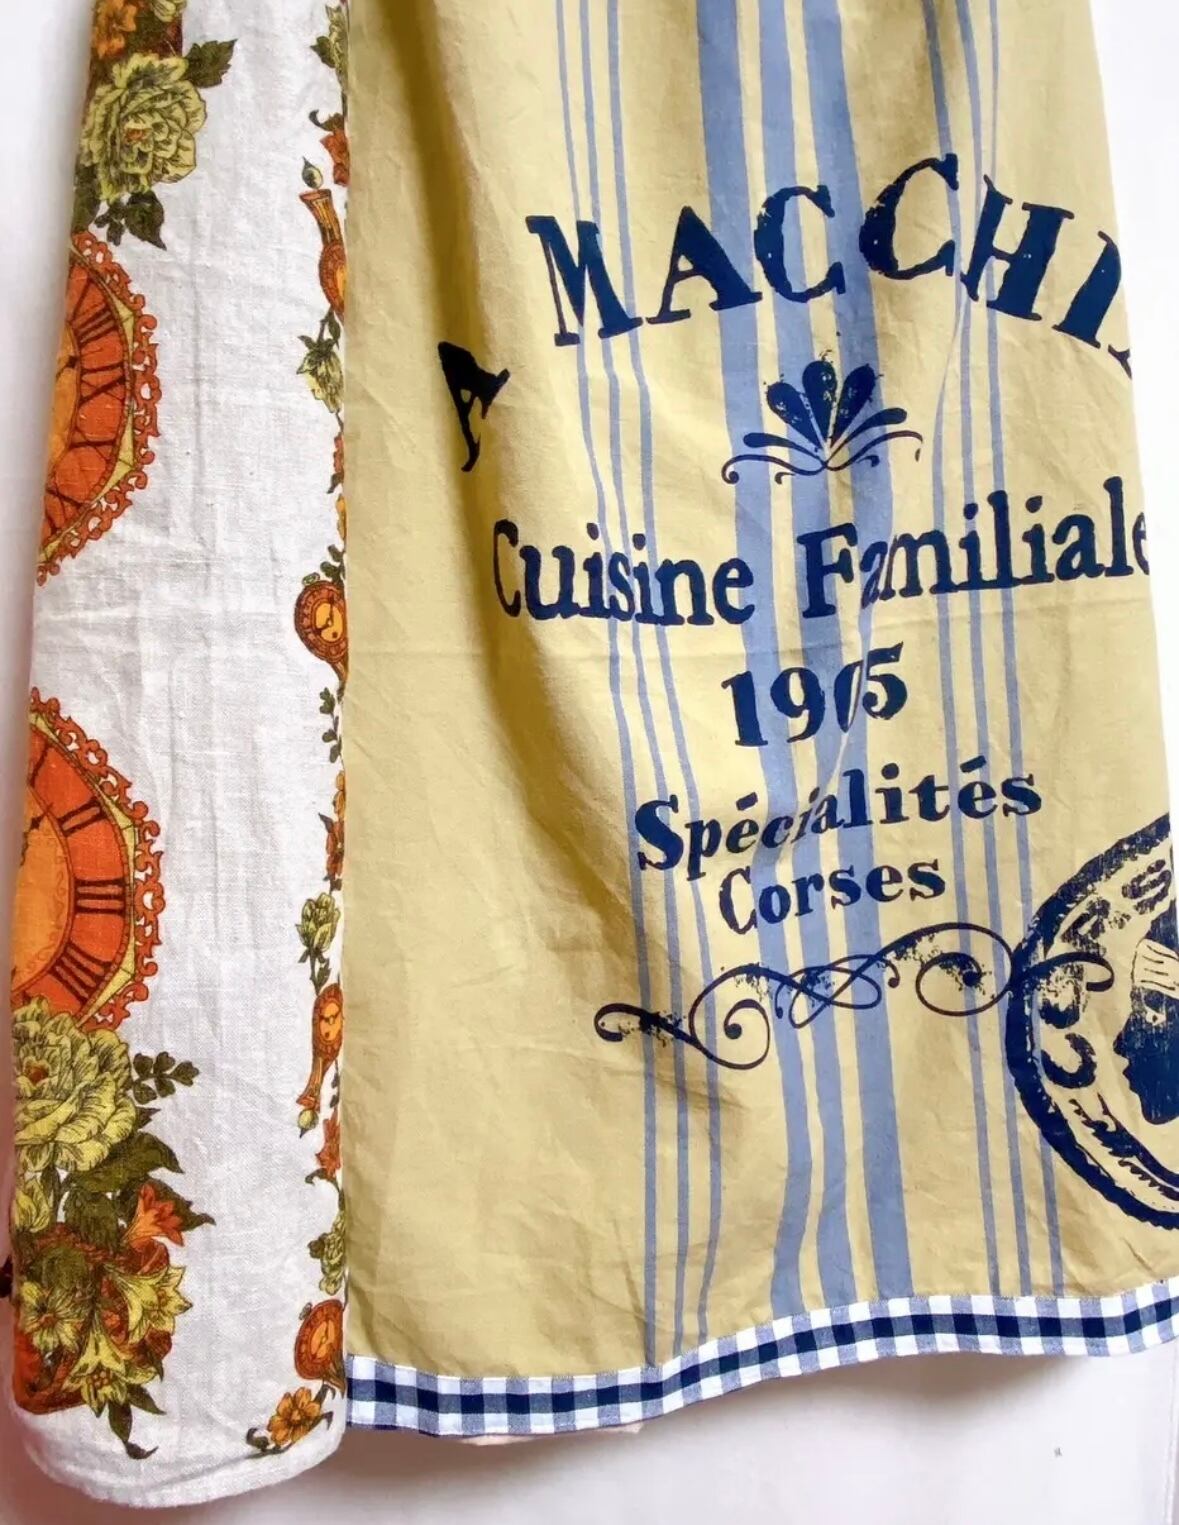 A MACCHI
Cuisine Familiale
1905
Spécialités
Corses